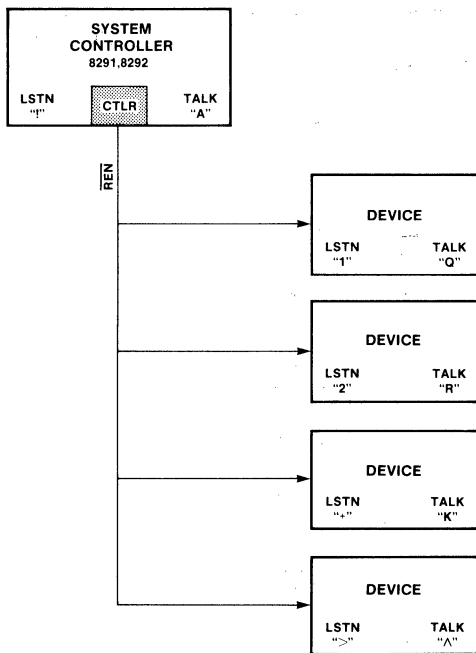 SYSTEM
CONTROLLER
8291,8292
LSTN
"!"
CTLR
TALK
"A"
REN
DEVICE
LSTN
"1"
TALK
"Q"
DEVICE
LSTN
"2"
TALK
"R"
DEVICE
LSTN
"+"
TALK
"K"
DEVICE
LSTN
">"
TALK
"^"